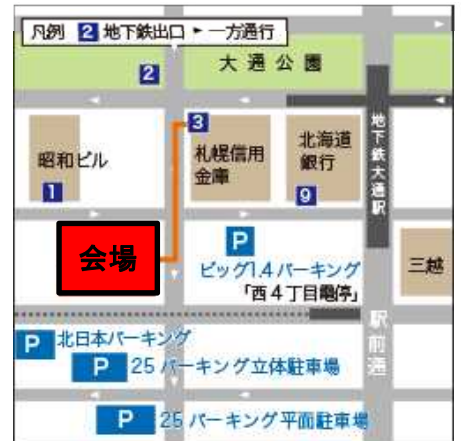 凡例 2 地下鉄出口 ▸ 一方通行
2
大通公園
3
昭和ビル
1
札幌信用
金庫
北海道
銀行
9
地下鉄大通駅
会場
P
ビッグ1.4パーキング
「西4丁目電停」
三越
駅前通
P 北日本パーキング
P 25パーキング立体駐車場
P 25パーキング平面駐車場